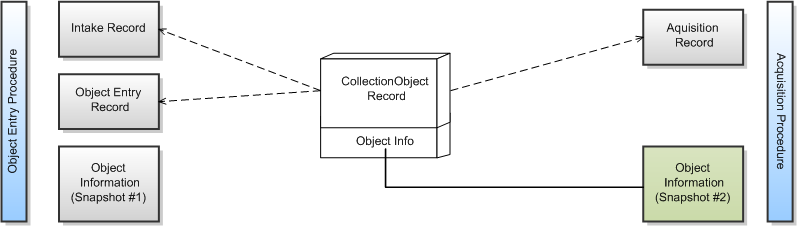 Object Entry Procedure
Intake Record
Object Entry
Record
Object
Information
(Snapshot #1)
CollectionObject
Record
Object Info
Aquisition
Record
Object
Information
(Snapshot #2)
Acquisition Procedure